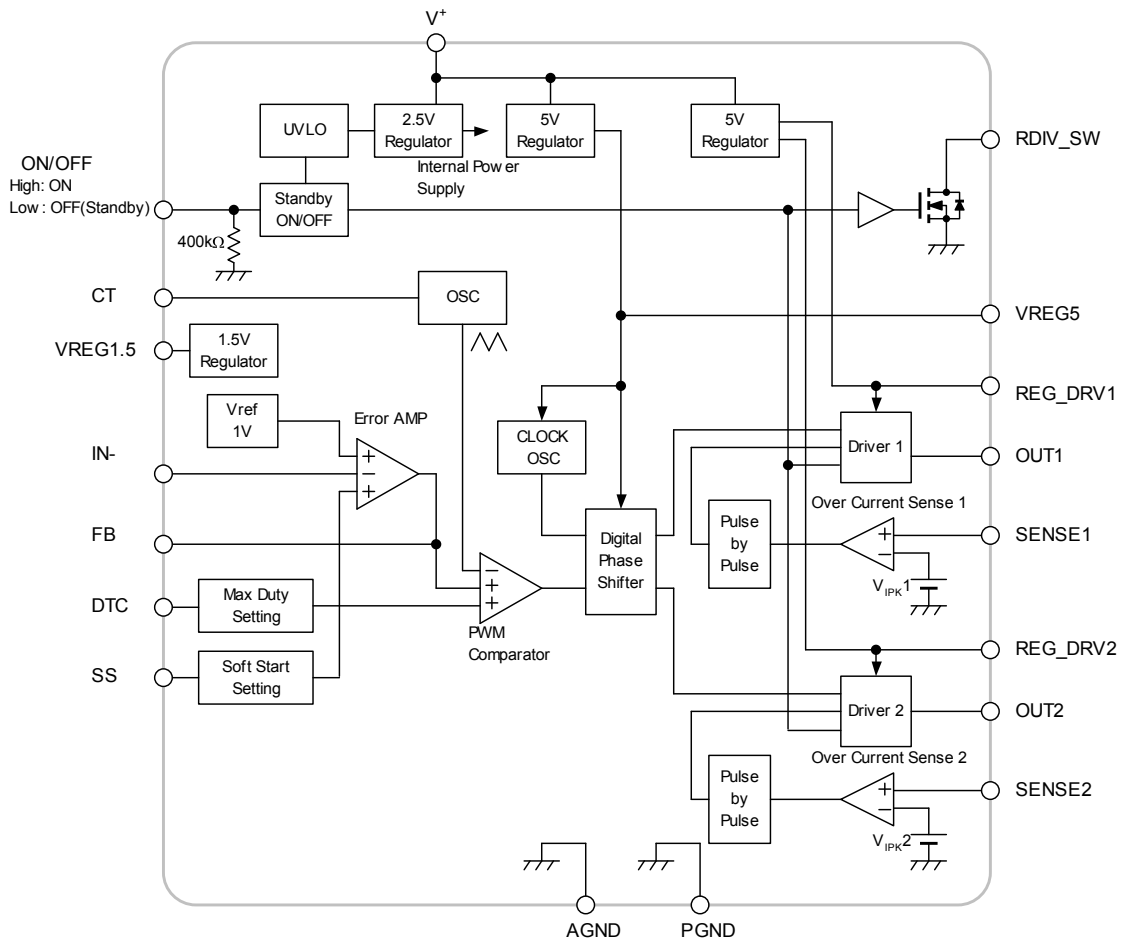 V+
UVLO
2.5V
Regulator
5V
Regulator
5V
Regulator
RDIV_SW
Internal Power
Supply
ON/OFF
High: ON
Low : OFF(Standby)
Standby
ON/OFF
400kΩ
CT
OSC
VREG5
VREG1.5
1.5V
Regulator
REG_DRV1
Vref
1V
Error AMP
IN-
CLOCK
OSC
Driver 1
OUT1
Over Current Sense 1
FB
Digital
Phase
Shifter
Pulse
by
Pulse
SENSE1
VIPK1
DTC
Max Duty
Setting
PWM
Comparator
REG_DRV2
SS
Soft Start
Setting
Driver 2
OUT2
Over Current Sense 2
Pulse
by
Pulse
SENSE2
VIPK2
AGND
PGND
+
−
+
−
+
+
+
−
+
−